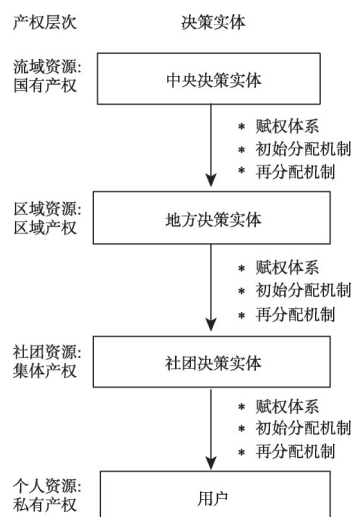 产权层次 决策实体
流域资源:
国有产权
中央决策实体
* 赋权体系
* 初始分配机制
* 再分配机制
区域资源:
区域产权
地方决策实体
* 赋权体系
* 初始分配机制
* 再分配机制
社团资源:
集体产权
社团决策实体
* 赋权体系
* 初始分配机制
* 再分配机制
个人资源:
私有产权
用户